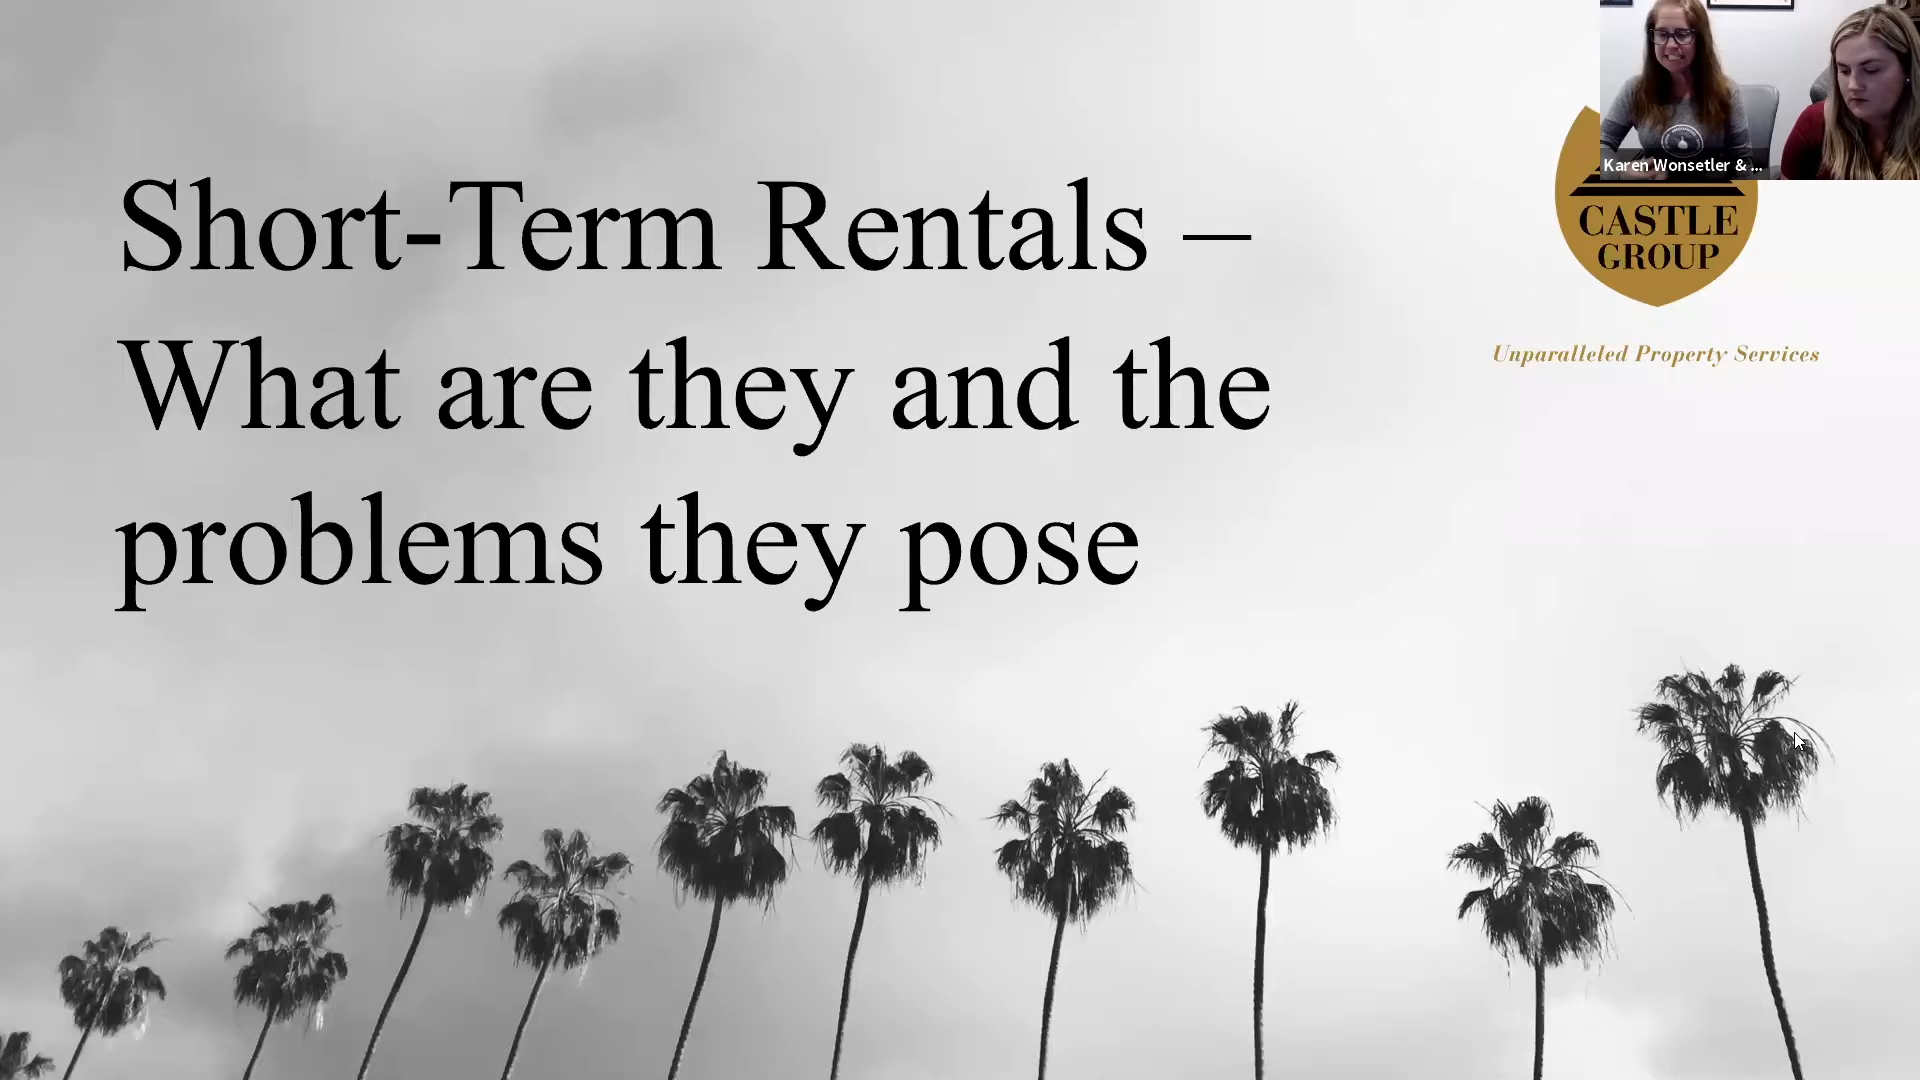 Short-Term Rentals –
What are they and the
problems they pose
Karen Wonsetler & ...
CASTLE
GROUP
Unparalleled Property Services